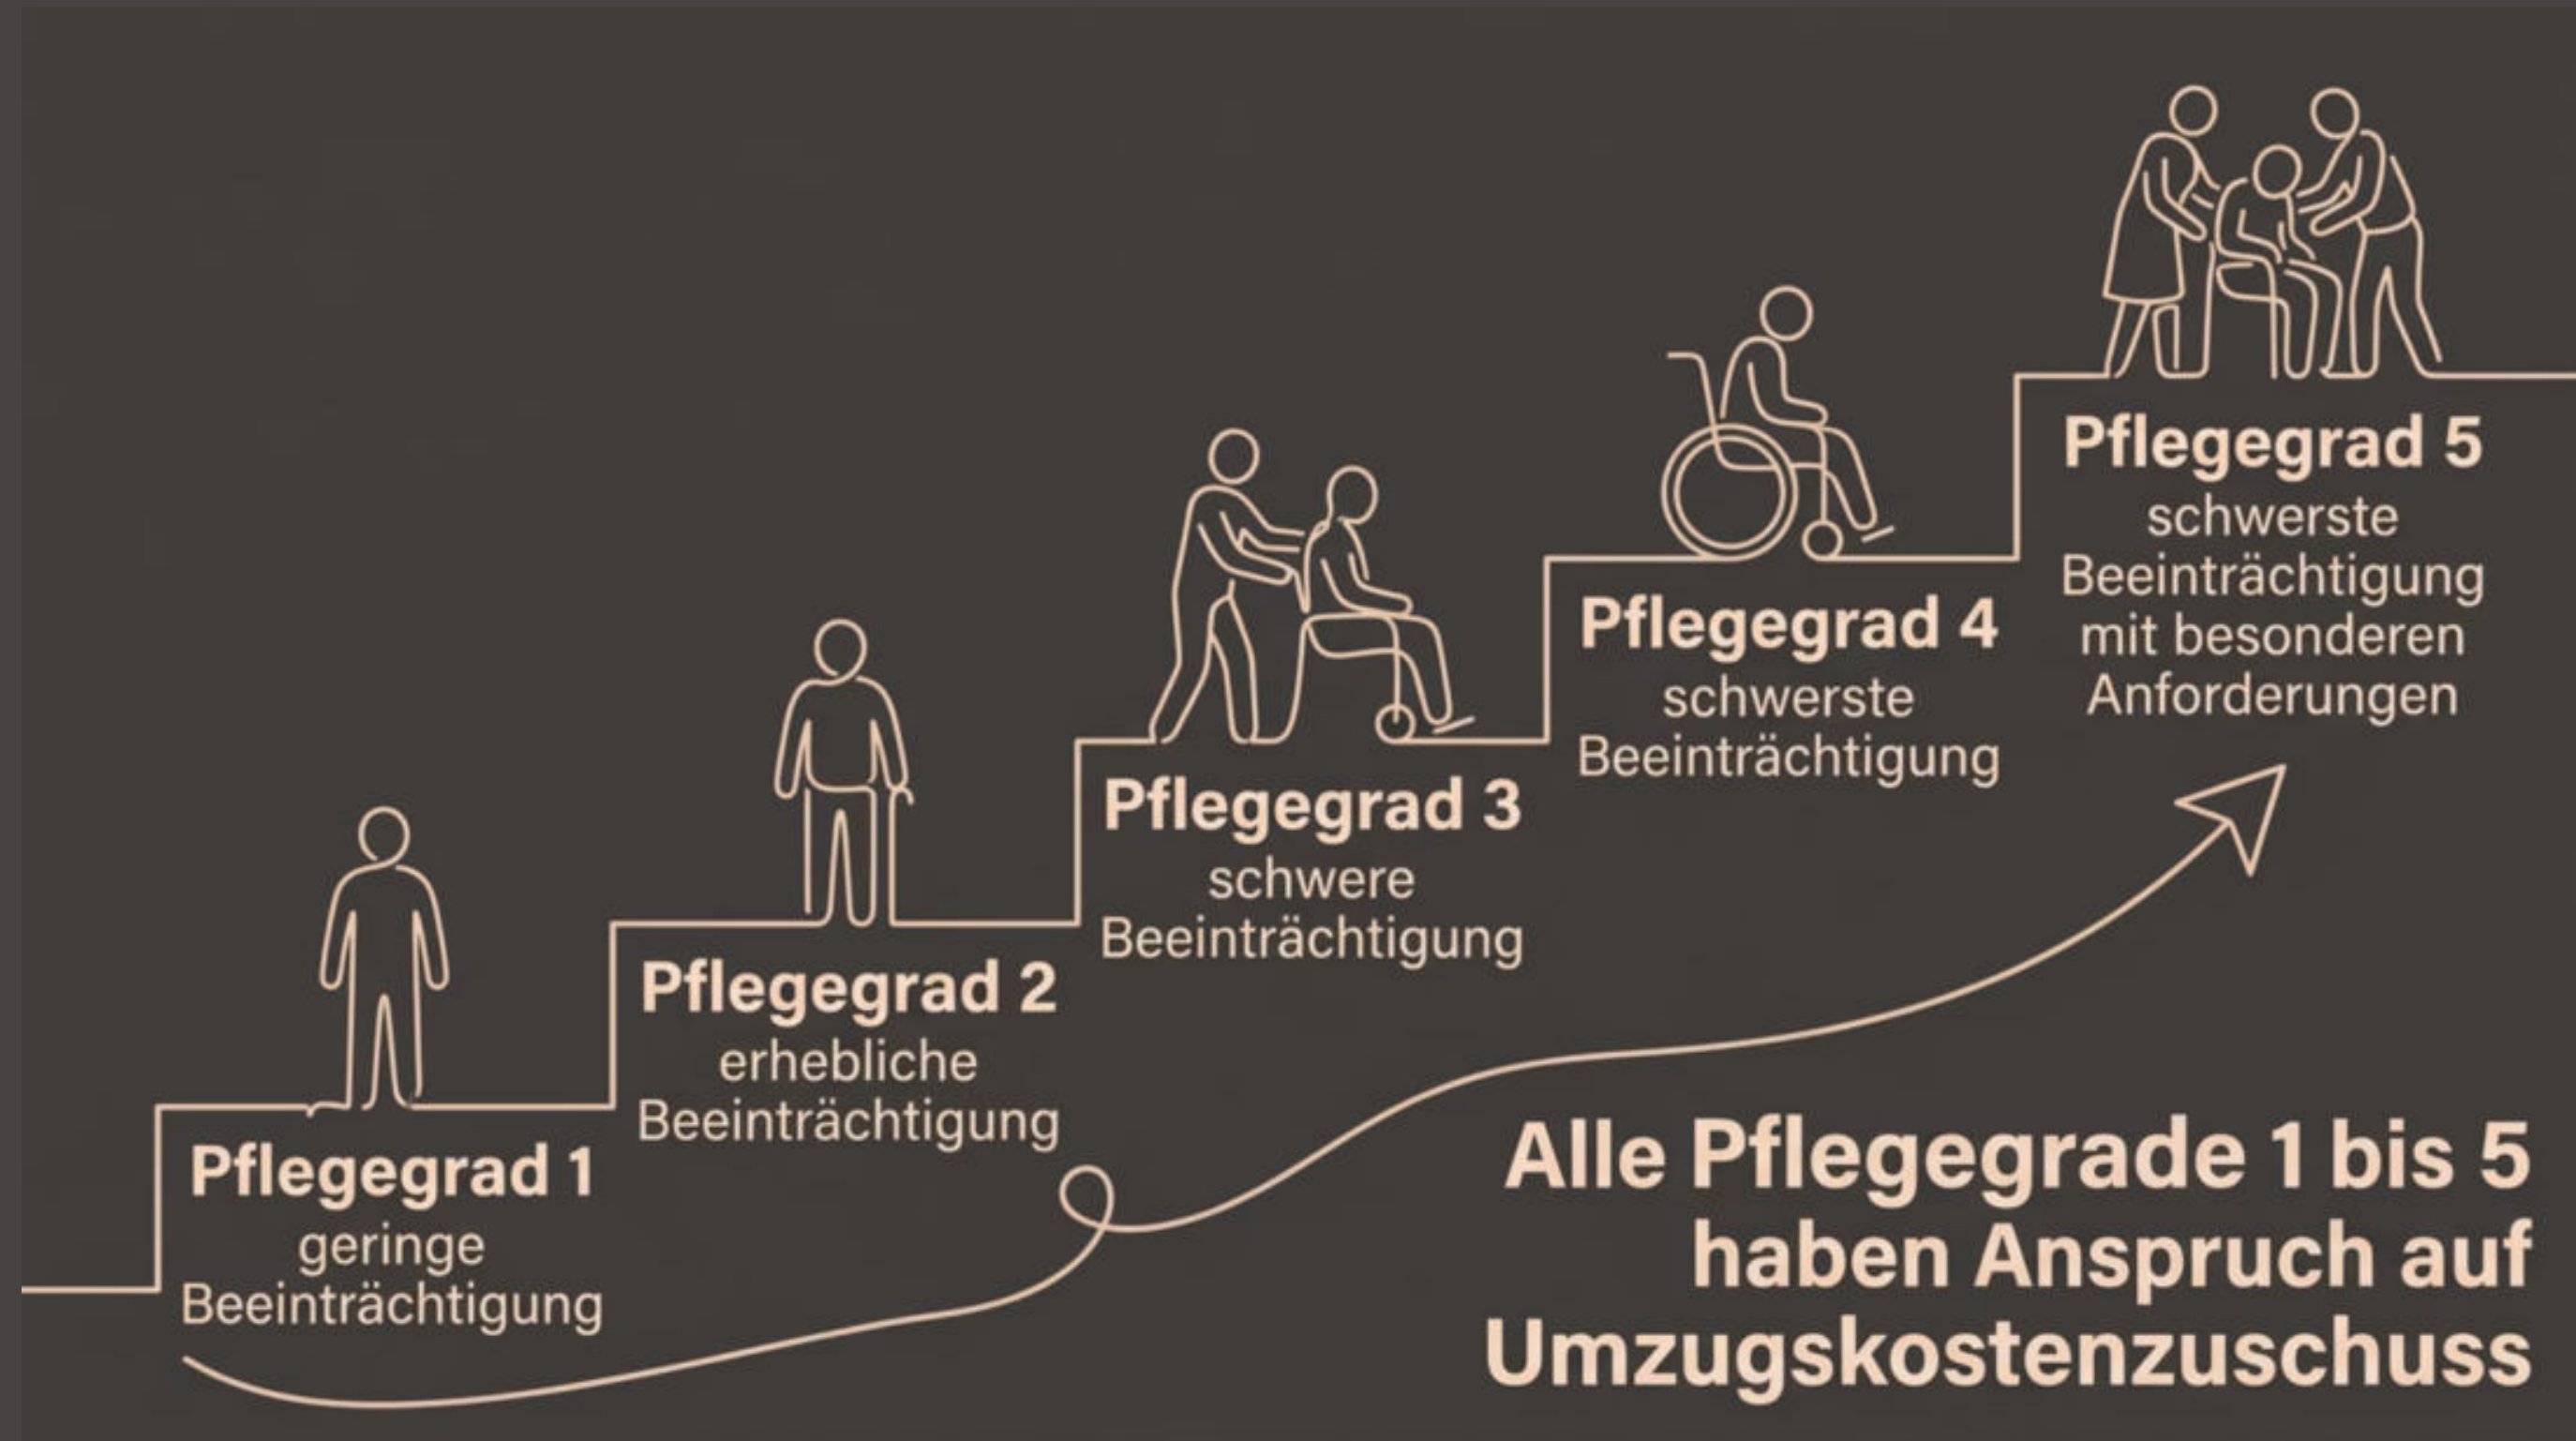 Pflegegrad 1
geringe
Beeinträchtigung
Pflegegrad 2
erhebliche
Beeinträchtigung
Pflegegrad 3
schwere
Beeinträchtigung
Pflegegrad 4
schwerste
Beeinträchtigung
Pflegegrad 5
schwerste
Beeinträchtigung
mit besonderen
Anforderungen
Alle Pflegegrade 1 bis 5
haben Anspruch auf
Umzugskostenzuschuss